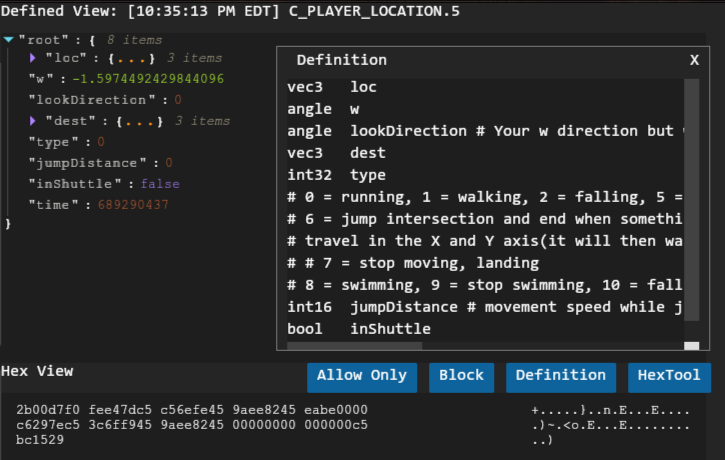 Defined View: [10:35:13 PM EDT] C_PLAYER_LOCATION.5
"root" : { 8 items
"loc" : {...} 3 items
"w" : -1.5974492429844096
"lookDirection" : 0
"dest" : {...} 3 items
"type" : 0
"jumpDistance" : 0
"inShuttle" : false
"time" : 689290437
}
Definition X
vec3 loc
angle w
angle lookDirection # Your w direction but
vec3 dest
int32 type
# 0 = running, 1 = walking, 2 = falling, 5 =
# 6 = jump intersection and end when somethi
# travel in the X and Y axis(it will then wa
# # 7 = stop moving, landing
# 8 = swimming, 9 = stop swimming, 10 = fall
int16 jumpDistance # movement speed while j
bool inShuttle
Hex View
Allow Only Block Definition HexTool
2b00d7f0 fee47dc5 c56efe45 9aee8245 eabe0000 +.....}..n.E...E....
c6297ec5 3c6ff945 9aee8245 00000000 000000c5 .)~.<o.E...E........
bc1529 ..)